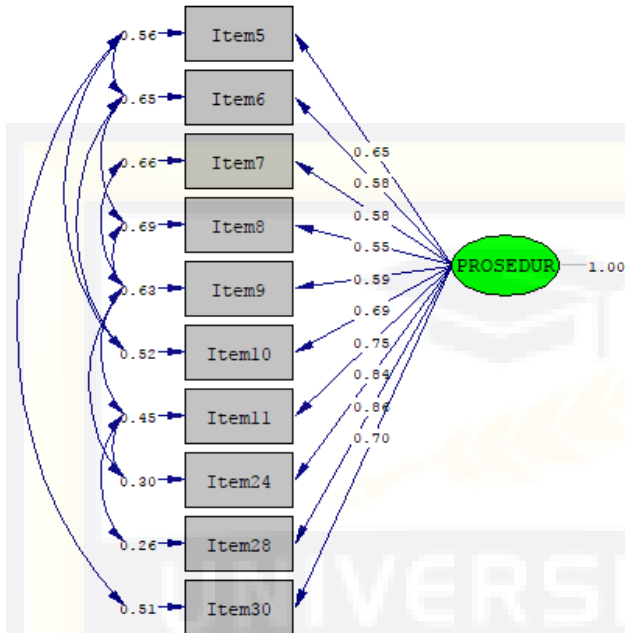 0.56 Item5
0.65 Item6
0.66 Item7
0.69 Item8
0.63 Item9
0.52 Item10
0.45 Item11
0.30 Item24
0.26 Item28
0.51 Item30
0.65
0.58
0.58
0.55
0.59
0.69
0.75
0.84
0.86
0.70
PROSEDUR 1.00
UNIVERSI